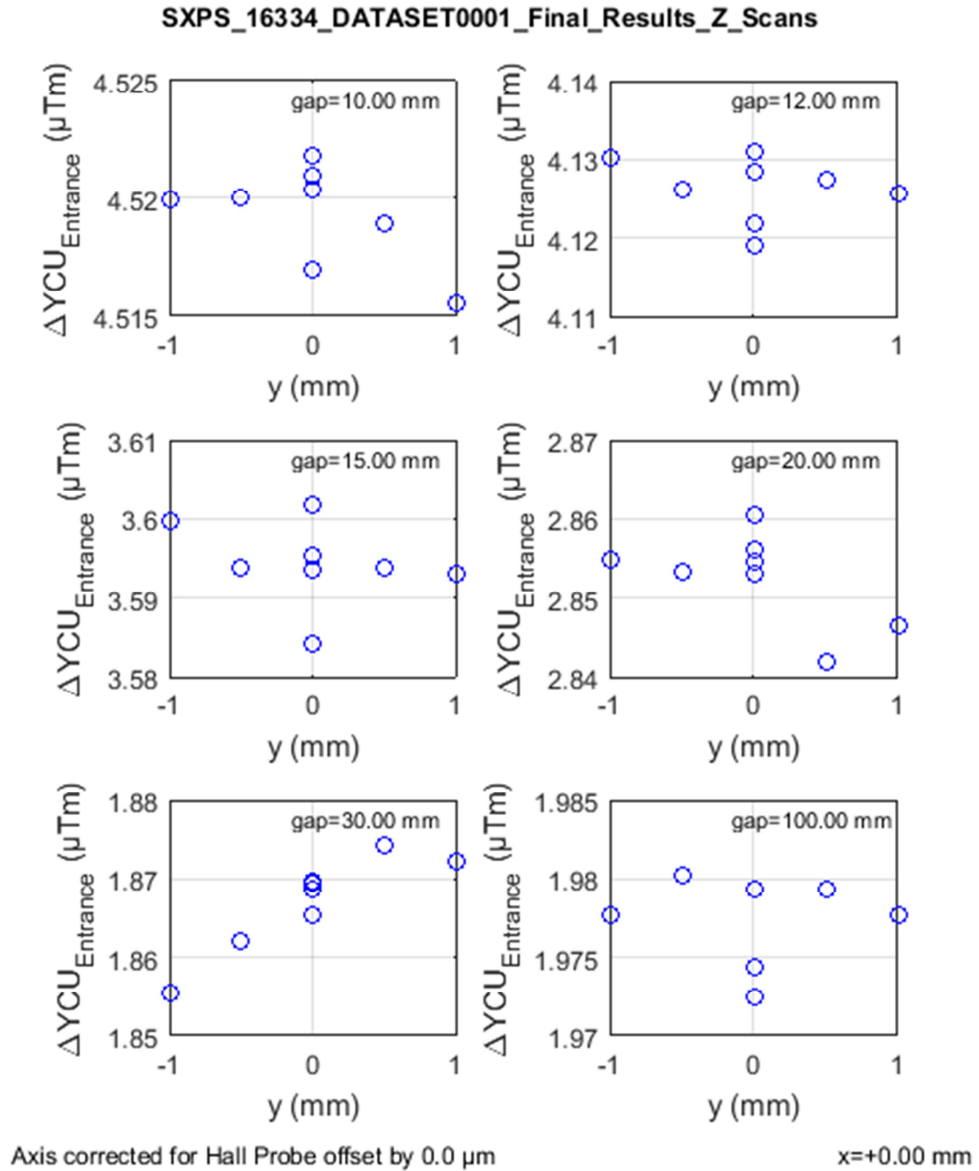 SXPS_16334_DATASET0001_Final_Results_Z_Scans
gap=10.00 mm
ΔYCU_Entrance (μTm)
4.525
4.52
4.515
-1 0 1
y (mm)
gap=12.00 mm
ΔYCU_Entrance (μTm)
4.14
4.13
4.12
4.11
-1 0 1
y (mm)
gap=15.00 mm
ΔYCU_Entrance (μTm)
3.61
3.6
3.59
3.58
-1 0 1
y (mm)
gap=20.00 mm
ΔYCU_Entrance (μTm)
2.87
2.86
2.85
2.84
-1 0 1
y (mm)
gap=30.00 mm
ΔYCU_Entrance (μTm)
1.88
1.87
1.86
1.85
-1 0 1
y (mm)
gap=100.00 mm
ΔYCU_Entrance (μTm)
1.985
1.98
1.975
1.97
-1 0 1
y (mm)
Axis corrected for Hall Probe offset by 0.0 μm
x=+0.00 mm